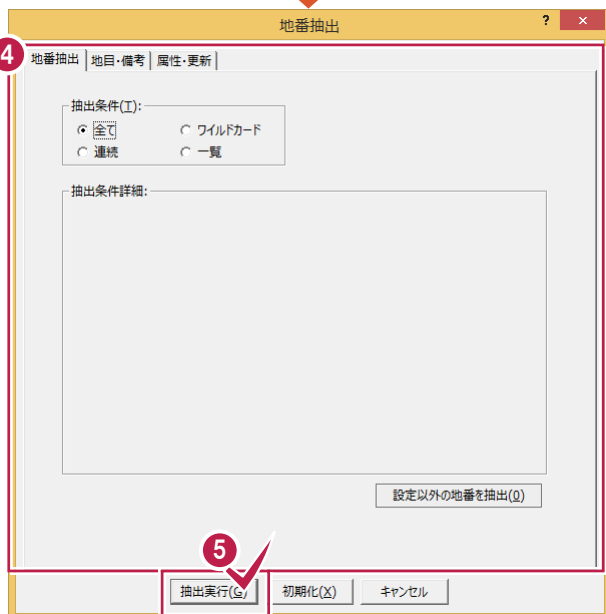 地番抽出
? ×
4
地番抽出 地目・備考 属性・更新
抽出条件(T):
全て ワイルドカード
連続 一覧
抽出条件詳細:
設定以外の地番を抽出(O)
5
抽出実行(G) 初期化(X) キャンセル